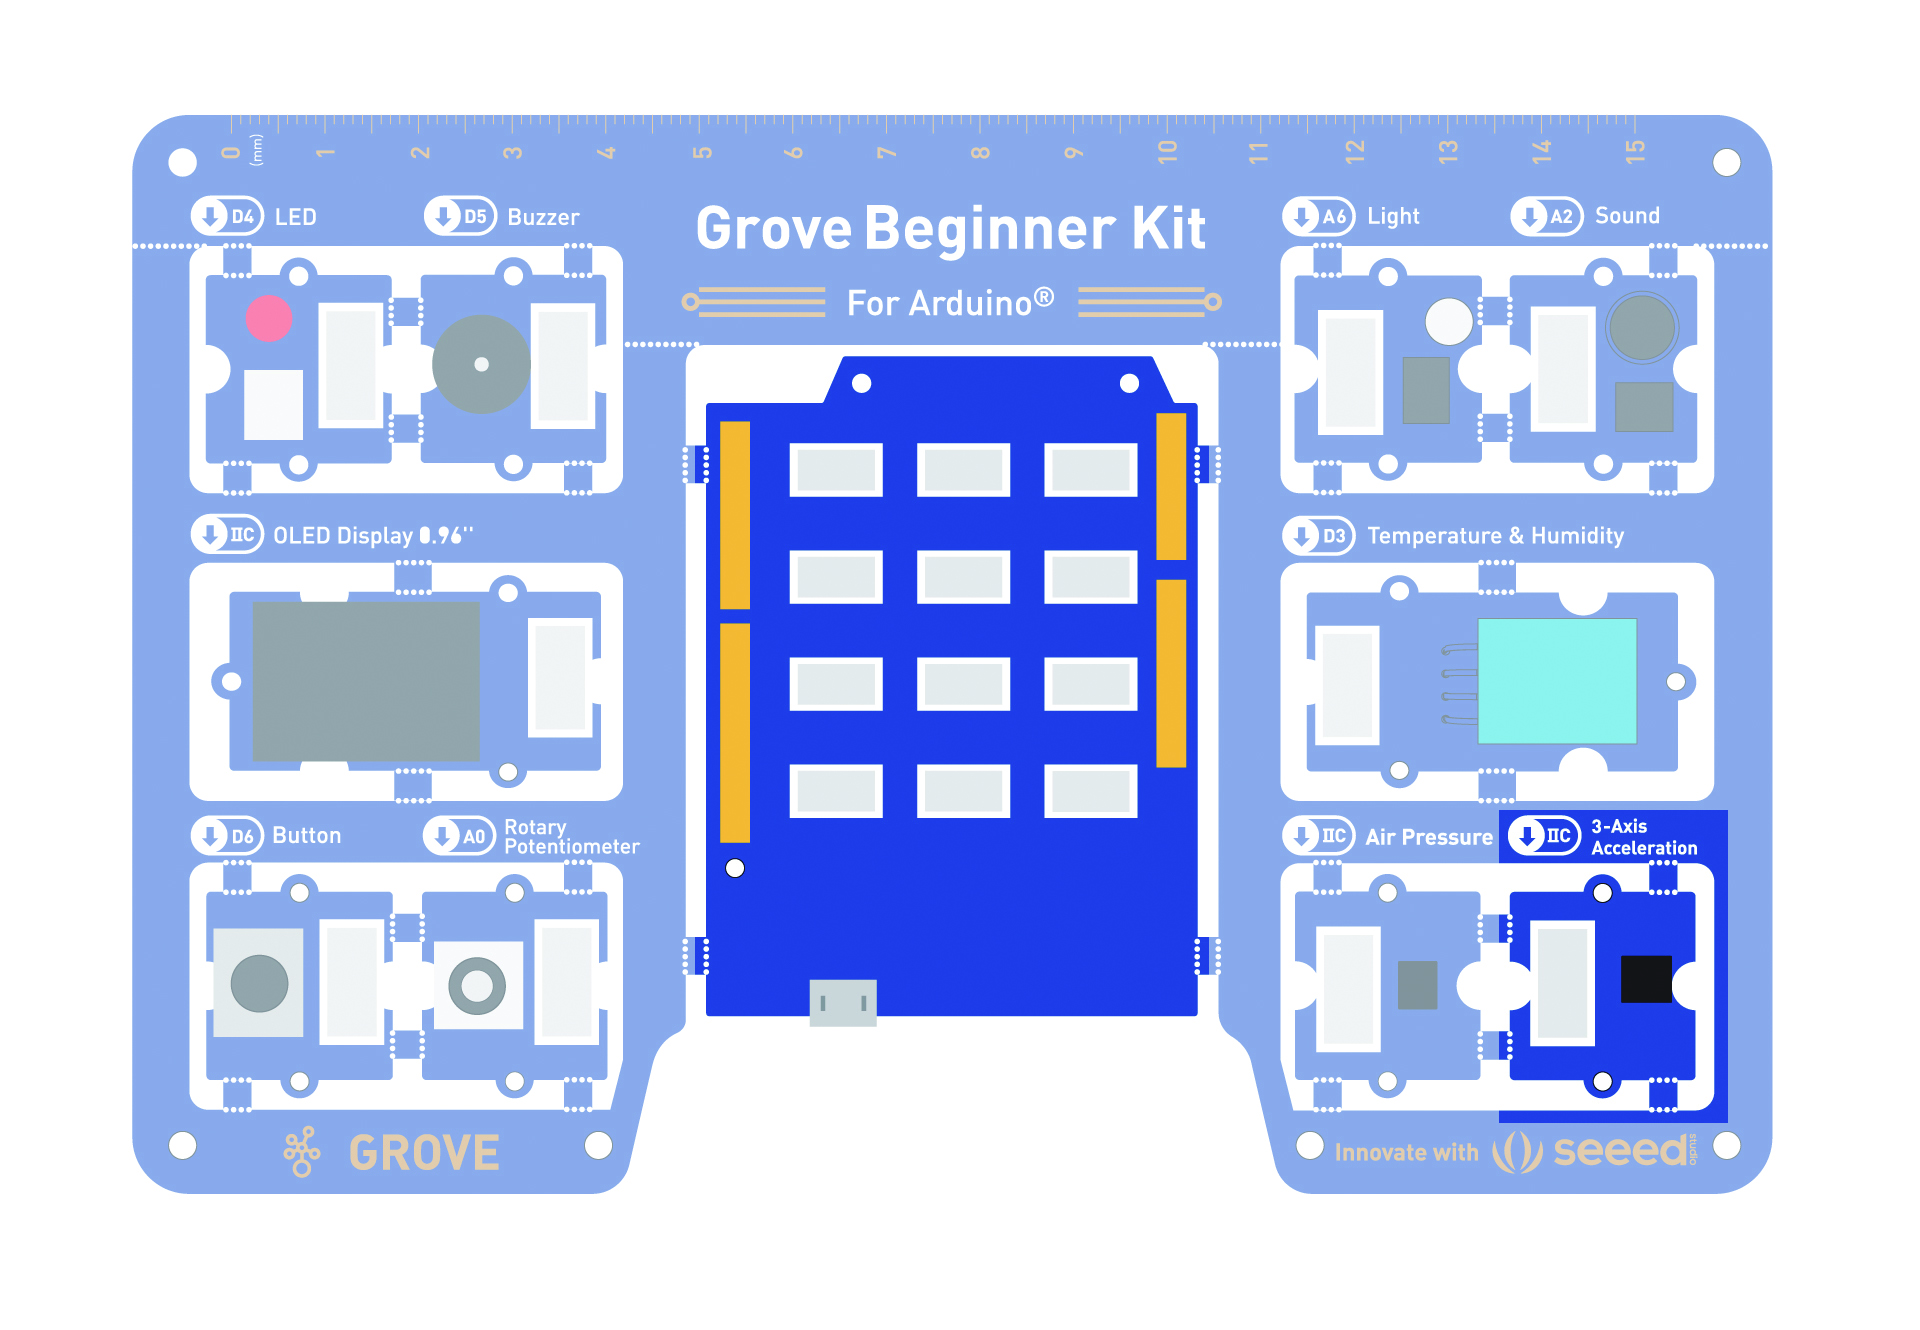 0 1 2 3 4 5 6 7 8 9 10 11 12 13 14 15
(mm)
D4 LED
D5 Buzzer
Grove Beginner Kit
For Arduino®
A6 Light
A2 Sound
IIC OLED Display 0.96''
D3 Temperature & Humidity
D6 Button
A0 Rotary
Potentiometer
IIC Air Pressure
IIC 3-Axis
Acceleration
GROVE
Innovate with seeed studio